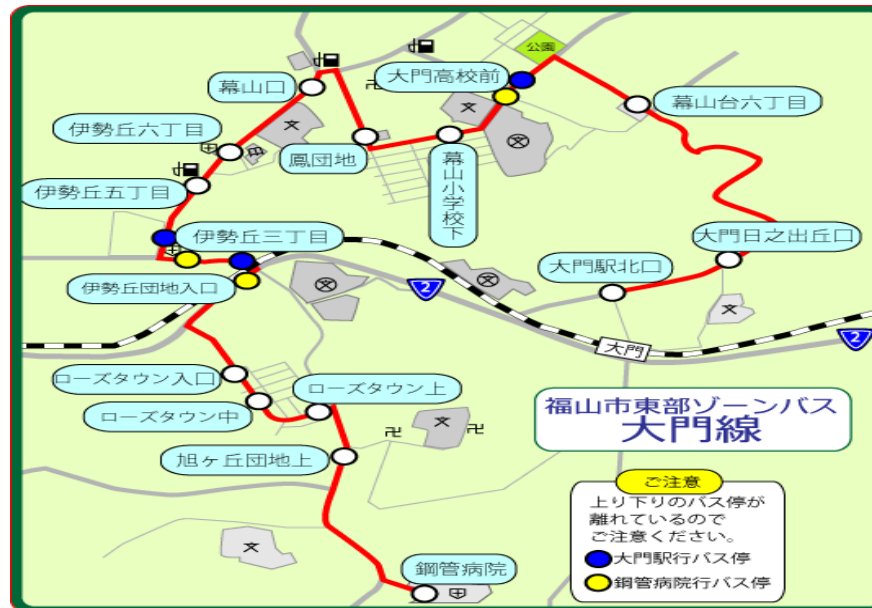 公園
大門高校前
幕山口
幕山台六丁目
伊勢丘六丁目
鳳団地
幕山小学校下
伊勢丘五丁目
伊勢丘三丁目
大門日之出丘口
大門駅北口
伊勢丘団地入口
2
2
大門
ローズタウン入口
ローズタウン上
ローズタウン中
福山市東部ゾーンバス
大門線
旭ヶ丘団地上
ご注意
上り下りのバス停が
離れているので
ご注意ください。
大門駅行バス停
鋼管病院行バス停
鋼管病院